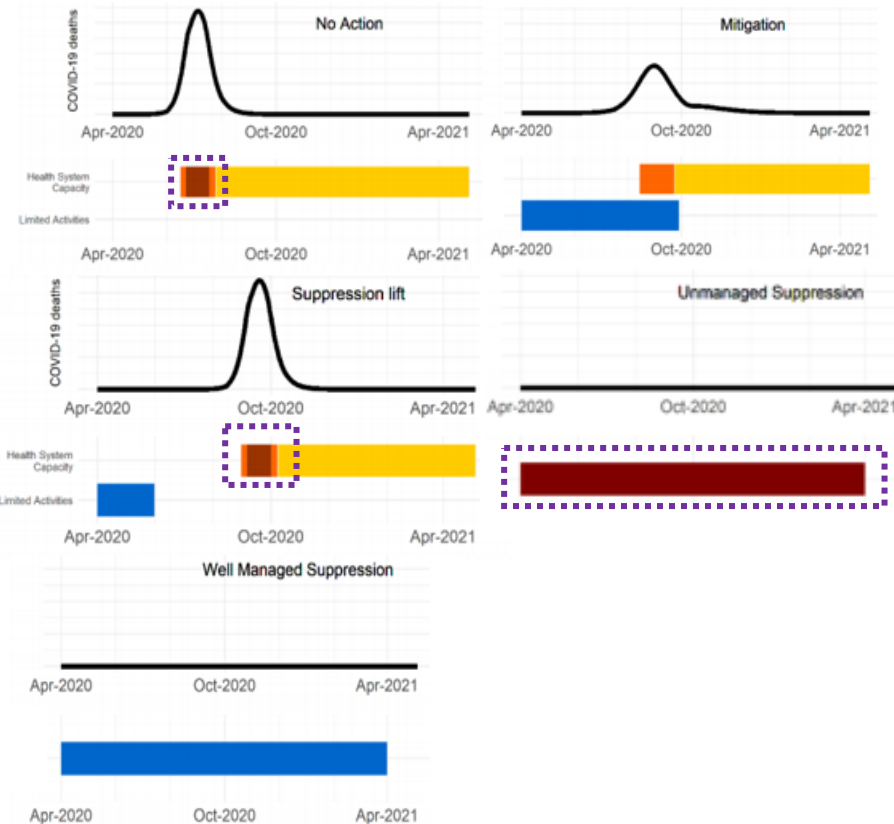 No Action
COVID-19 deaths
Apr-2020 Oct-2020 Apr-2021
Health System
Capacity
Limited Activities
Apr-2020 Oct-2020 Apr-2021
Mitigation
Apr-2020 Oct-2020 Apr-2021
Apr-2020 Oct-2020 Apr-2021
Suppression lift
COVID-19 deaths
Apr-2020 Oct-2020 Apr-2021
Health System
Capacity
Limited Activities
Apr-2020 Oct-2020 Apr-2021
Unmanaged Suppression
Apr-2020 Oct-2020 Apr-2021
Well Managed Suppression
Apr-2020 Oct-2020 Apr-2021
Apr-2020 Oct-2020 Apr-2021